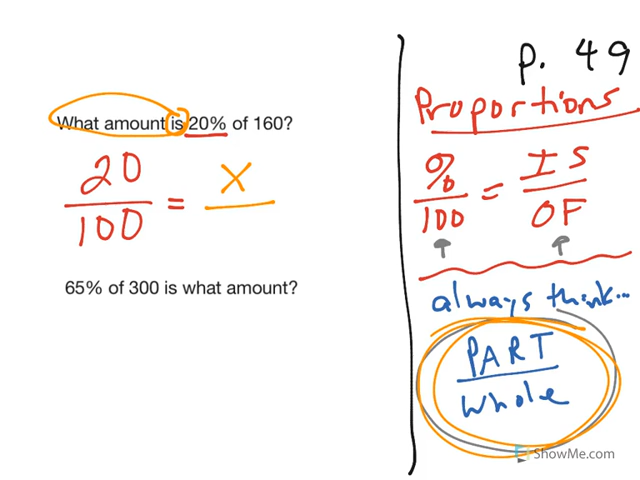 What amount is 20% of 160?
20/100 = x
65% of 300 is what amount?
p. 49
Proportions
%/100 = IS/OF
always think...
PART
Whole
ShowMe.com